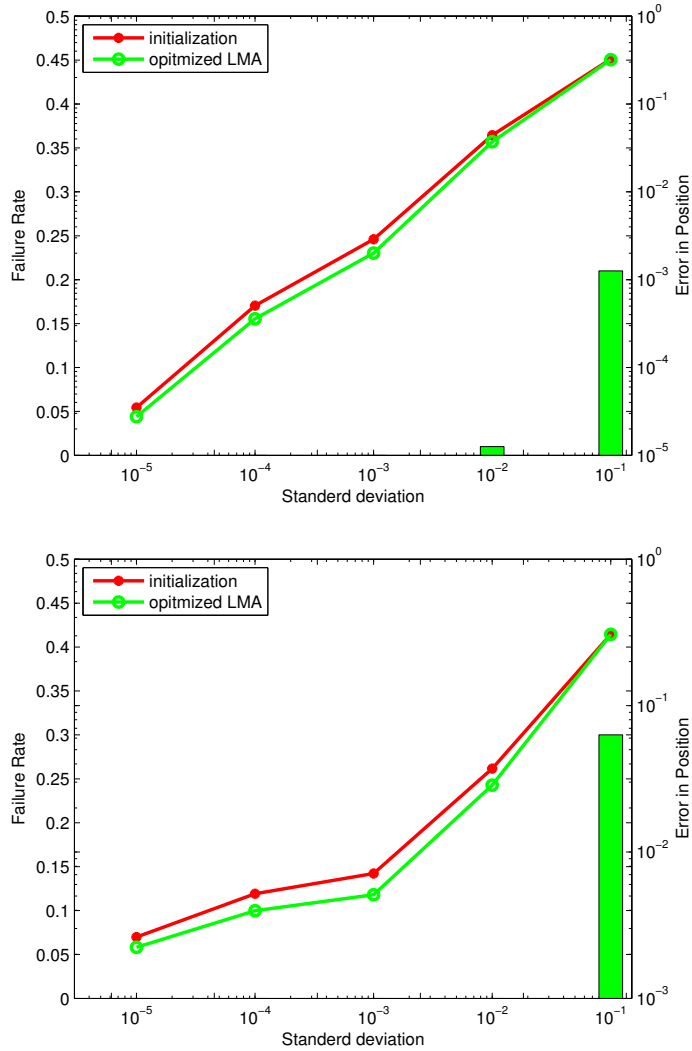 0.5
0.45
0.4
0.35
0.3
0.25
0.2
0.15
0.1
0.05
0
Failure Rate
initialization
opitmized LMA
10⁰
10⁻¹
10⁻²
10⁻³
10⁻⁴
10⁻⁵
Error in Position
10⁻⁵ 10⁻⁴ 10⁻³ 10⁻² 10⁻¹
Standerd deviation
0.5
0.45
0.4
0.35
0.3
0.25
0.2
0.15
0.1
0.05
0
Failure Rate
initialization
opitmized LMA
10⁰
10⁻¹
10⁻²
10⁻³
Error in Position
10⁻⁵ 10⁻⁴ 10⁻³ 10⁻² 10⁻¹
Standerd deviation